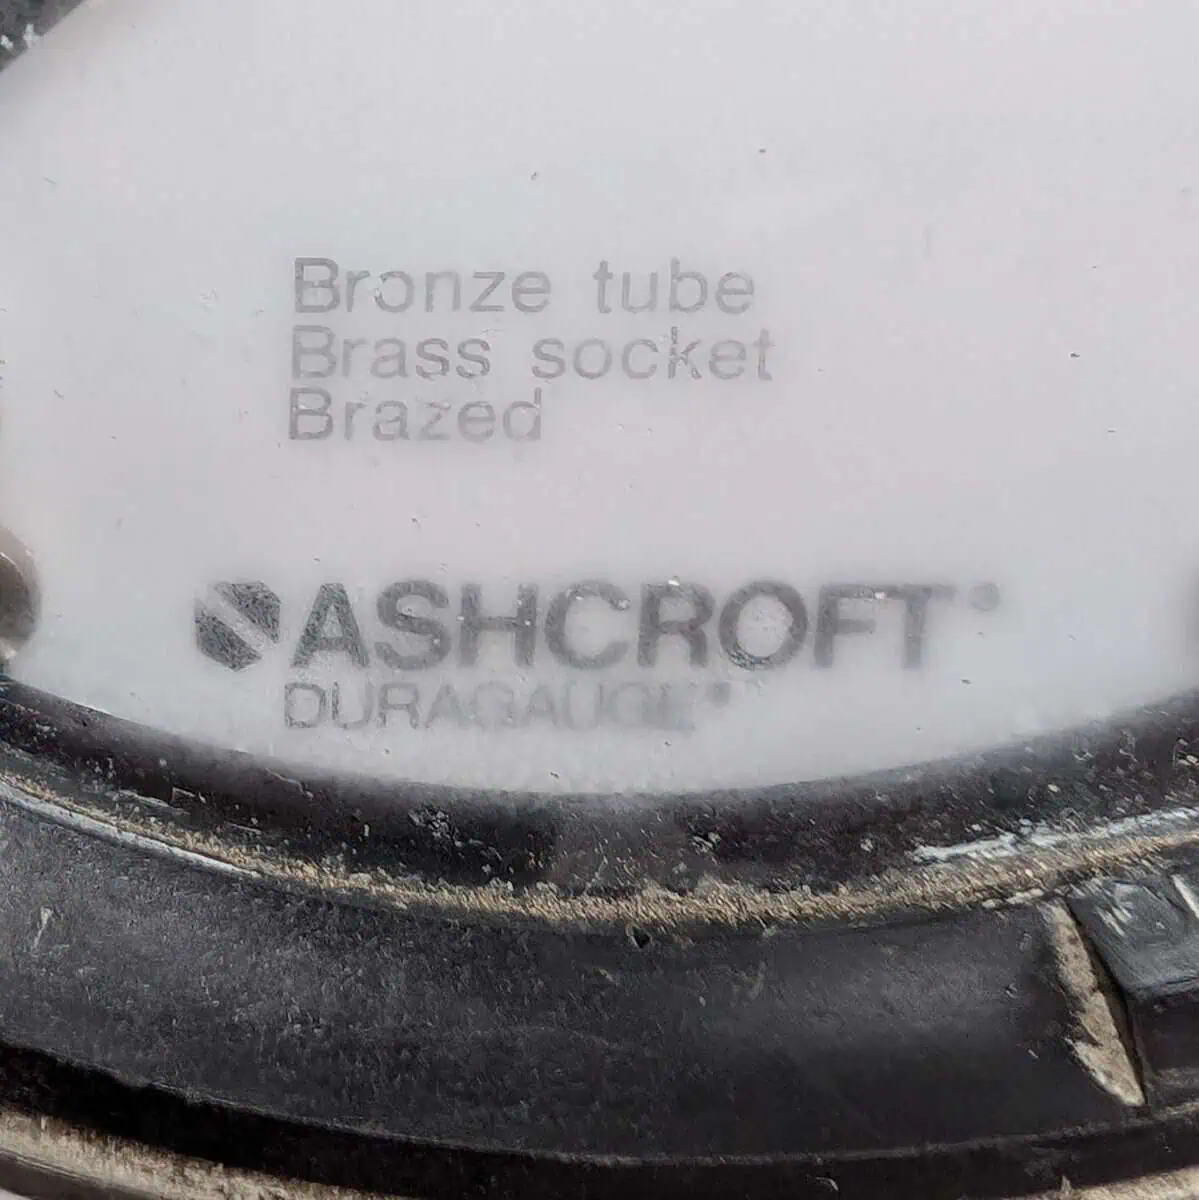 Bronze tube
Brass socket
Brazed
ASHCROFT®
DURAGAUGE®